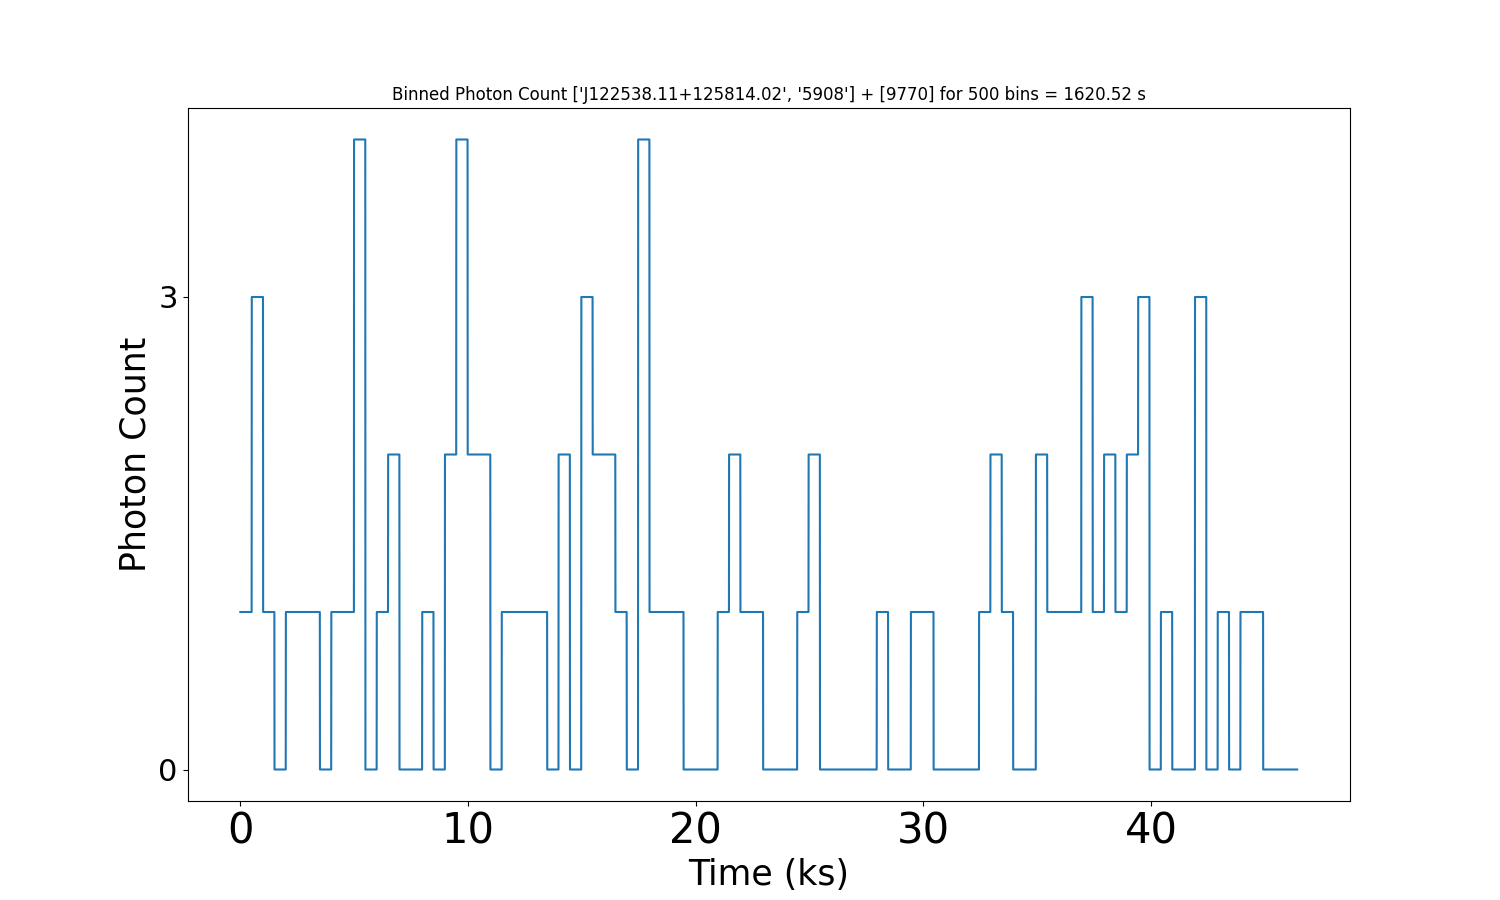 Binned Photon Count ['J122538.11+125814.02', '5908'] + [9770] for 500 bins = 1620.52 s
Photon Count
3
0
0 10 20 30 40
Time (ks)